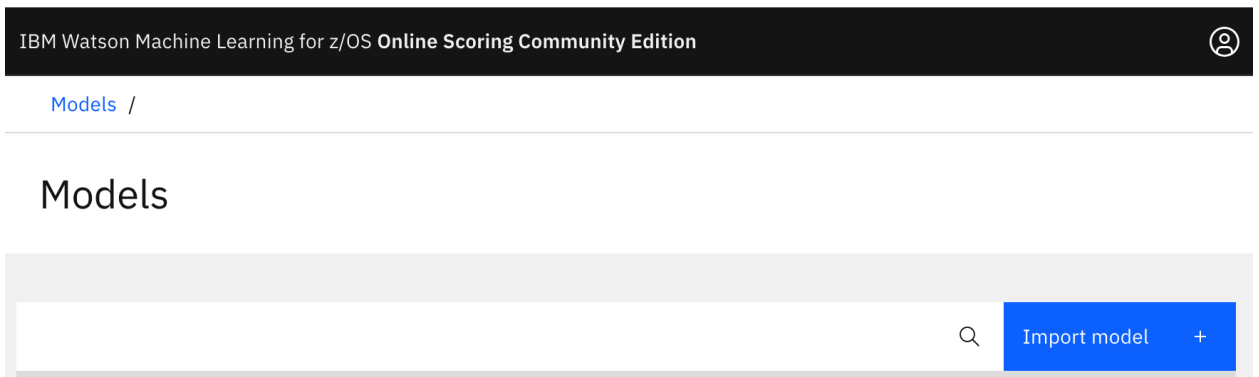 IBM Watson Machine Learning for z/OS Online Scoring Community Edition
Models /
Models
Import model +